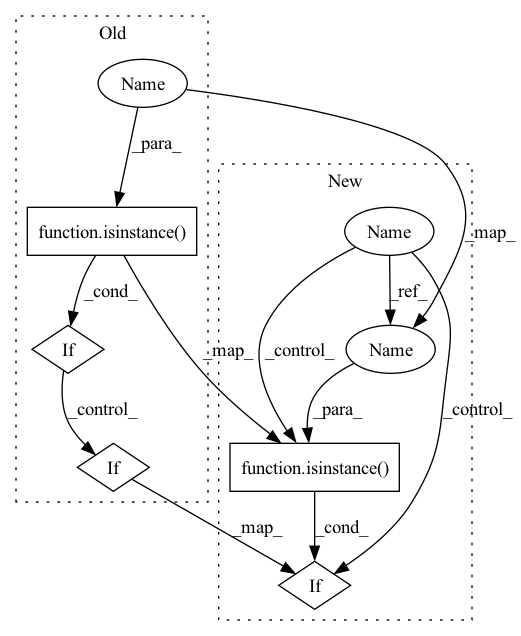 Old
Name
_para_
New
function.isinstance()
Name
_map_
_cond_
_ref_
If
_map_
_control_
Name
_control_
_para_
_control_
If
function.isinstance()
_map_
_cond_
If